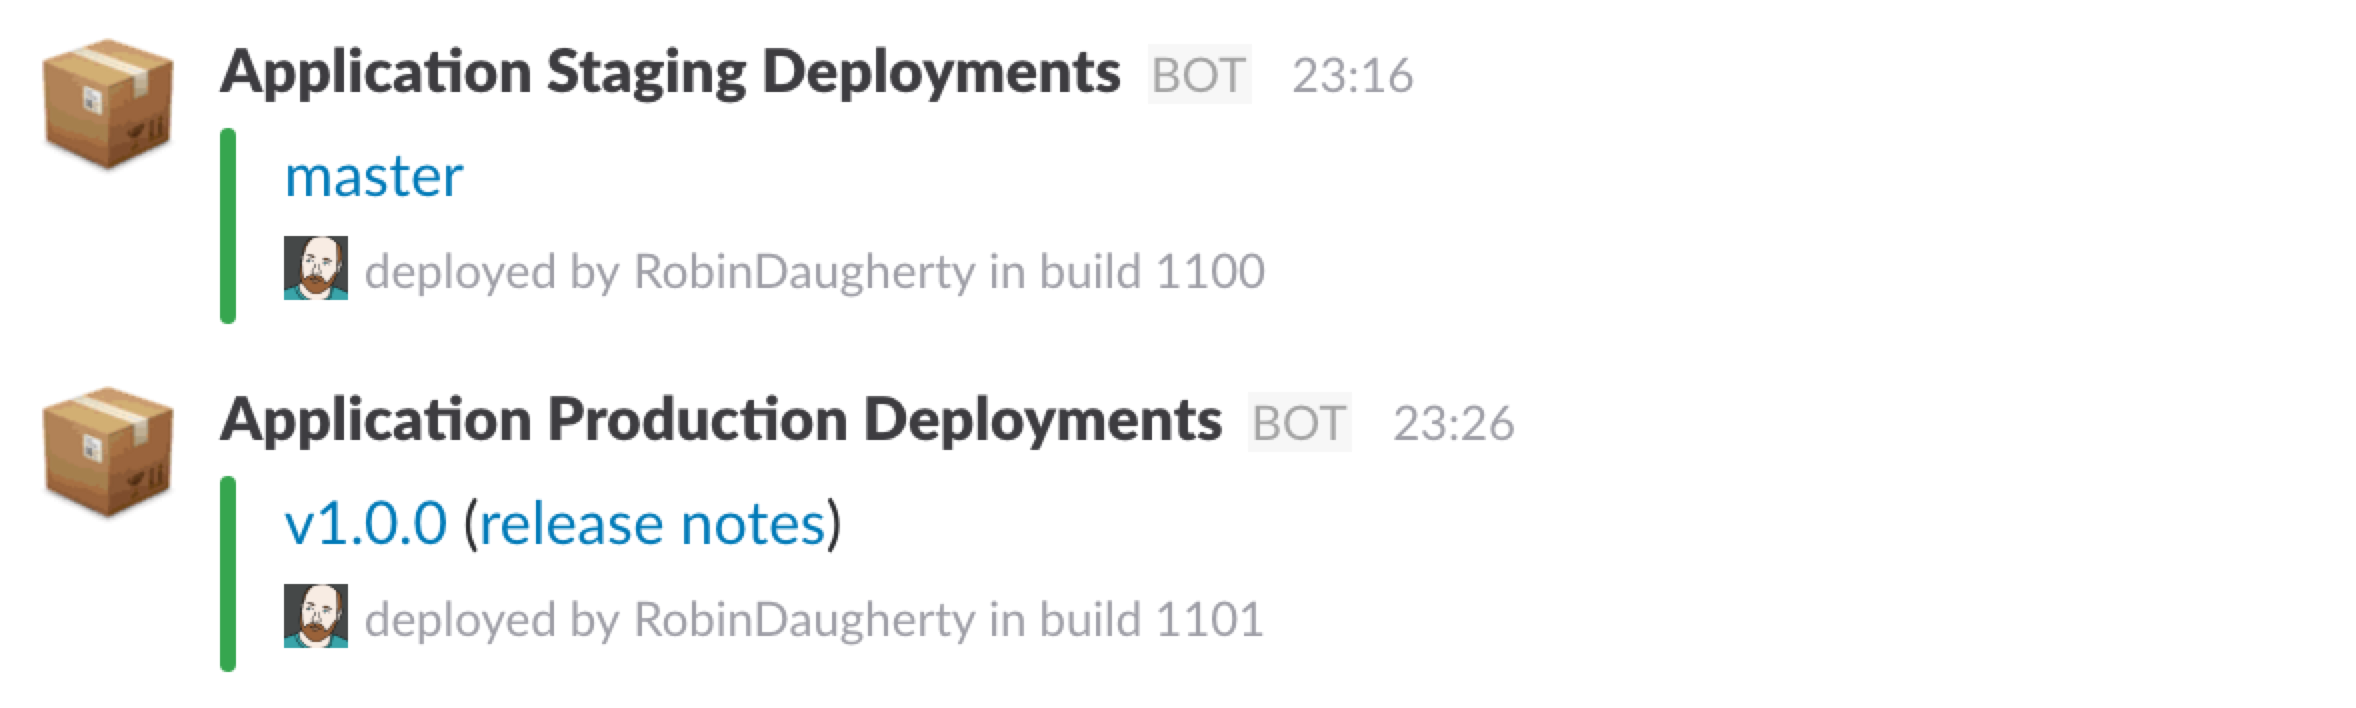 Application Staging Deployments BOT 23:16
master
deployed by RobinDaugherty in build 1100
Application Production Deployments BOT 23:26
v1.0.0 (release notes)
deployed by RobinDaugherty in build 1101